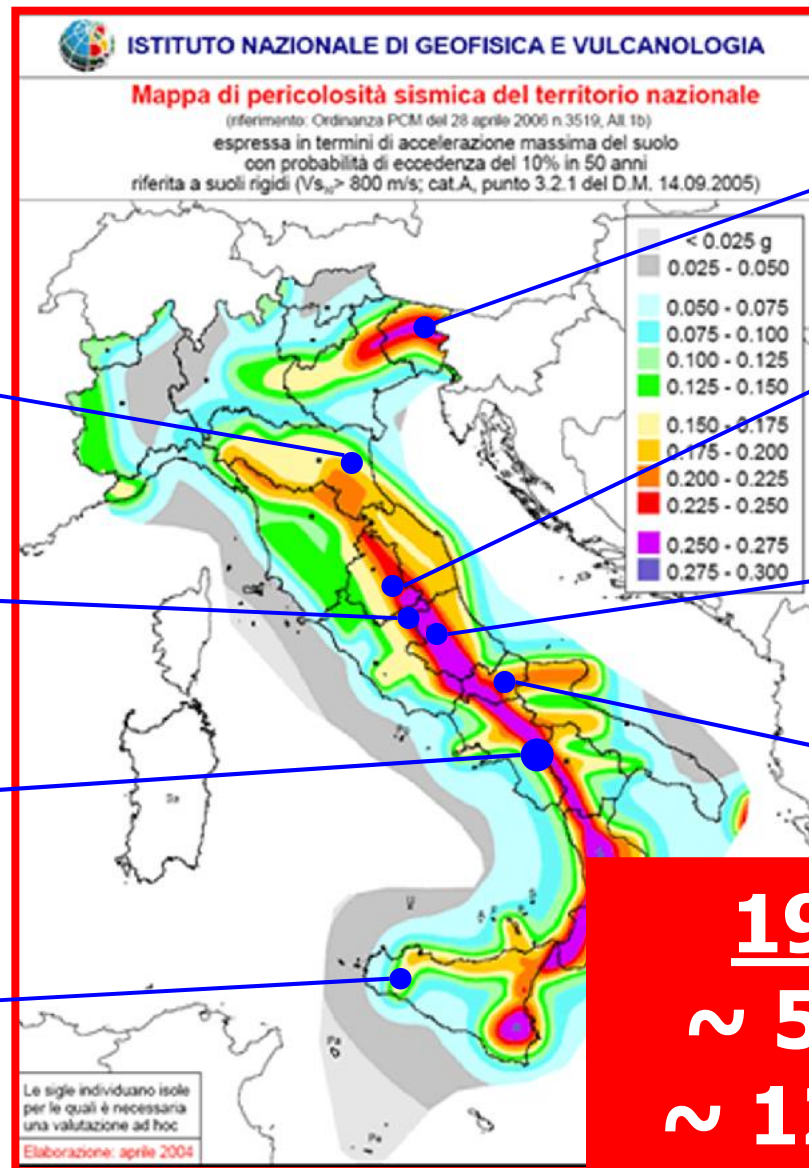 ISTITUTO NAZIONALE DI GEOFISICA E VULCANOLOGIA
Mappa di pericolosità sismica del territorio nazionale
(riferimento: Ordinanza PCM del 28 aprile 2006 n.3519, All.1b)
espressa in termini di accelerazione massima del suolo
con probabilità di eccedenza del 10% in 50 anni
riferita a suoli rigidi (Vs₃₀> 800 m/s; cat.A, punto 3.2.1 del D.M. 14.09.2005)
< 0.025 g
0.025 - 0.050
0.050 - 0.075
0.075 - 0.100
0.100 - 0.125
0.125 - 0.150
0.150 - 0.175
0.175 - 0.200
0.200 - 0.225
0.225 - 0.250
0.250 - 0.275
0.275 - 0.300
Sa
U
Pa
Pe
19
~ 5
~ 1
Le sigle individuano isole
per le quali è necessaria
una valutazione ad hoc
Elaborazione: aprile 2004